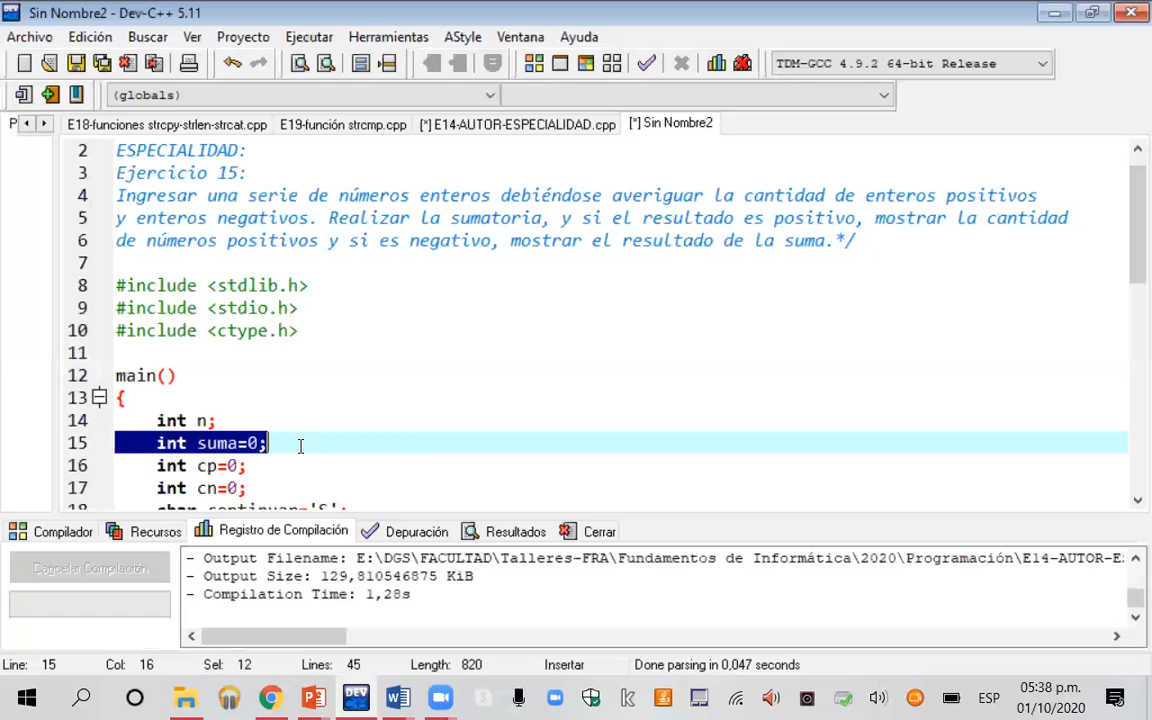 Sin Nombre2 - Dev-C++ 5.11
Archivo Edición Buscar Ver Proyecto Ejecutar Herramientas AStyle Ventana Ayuda
TDM-GCC 4.9.2 64-bit Release
(globals)
P E18-funciones strcpy-strlen-strcat.cpp E19-función strcmp.cpp [*] E14-AUTOR-ESPECIALIDAD.cpp [*] Sin Nombre2
2 ESPECIALIDAD:
3 Ejercicio 15:
4 Ingresar una serie de números enteros debiéndose averiguar la cantidad de enteros positivos
5 y enteros negativos. Realizar la sumatoria, y si el resultado es positivo, mostrar la cantidad
6 de números positivos y si es negativo, mostrar el resultado de la suma.*/
7
8 #include <stdlib.h>
9 #include <stdio.h>
10 #include <ctype.h>
11
12 main()
13 {
14 int n;
15 int suma=0;
16 int cp=0;
17 int cn=0;
18 char continuar='S';
Compilador Recursos Registro de Compilación Depuración Resultados Cerrar
Cancelar Compilación
- Output Filename: E:\DGS\FACULTAD\Talleres-FRA\Fundamentos de Informática\2020\Programación\E14-AUTOR-E
- Output Size: 129,810546875 KiB
- Compilation Time: 1,28s
Line: 15 Col: 16 Sel: 12 Lines: 45 Length: 820 Insertar Done parsing in 0,047 seconds
ESP
05:38 p.m.
01/10/2020